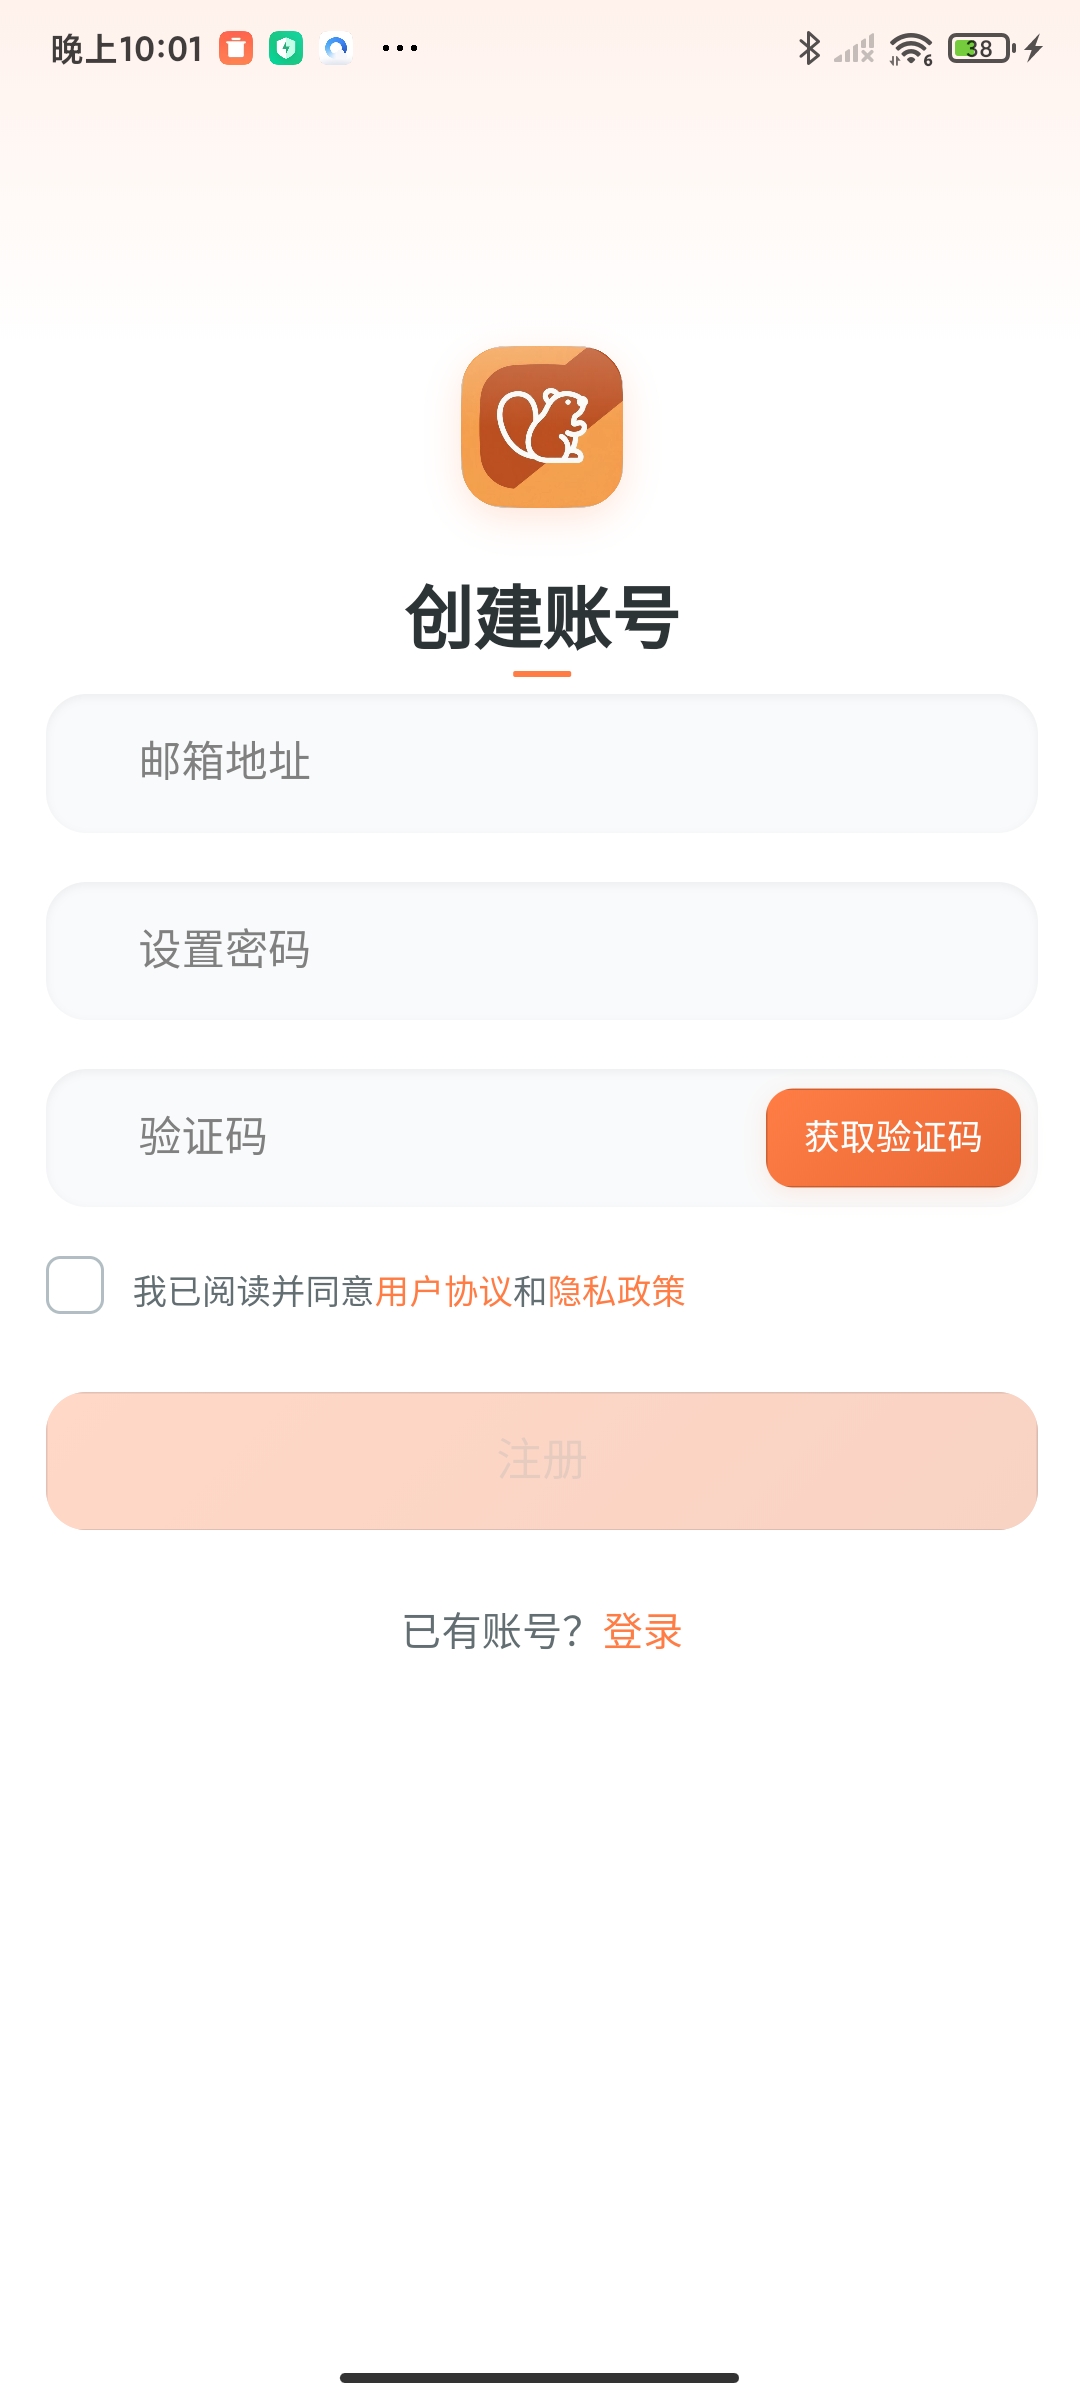 晚上10:01
6
38
创建账号
邮箱地址
设置密码
验证码
获取验证码
我已阅读并同意用户协议和隐私政策
注册
已有账号？登录